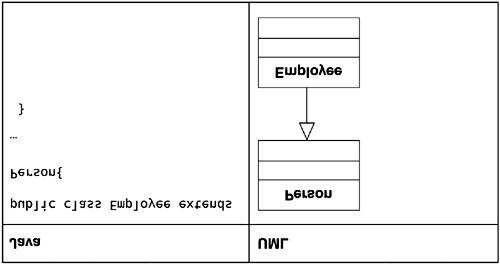 Java
UML
public class Employee extends
Person{
…
}
Person
Employee